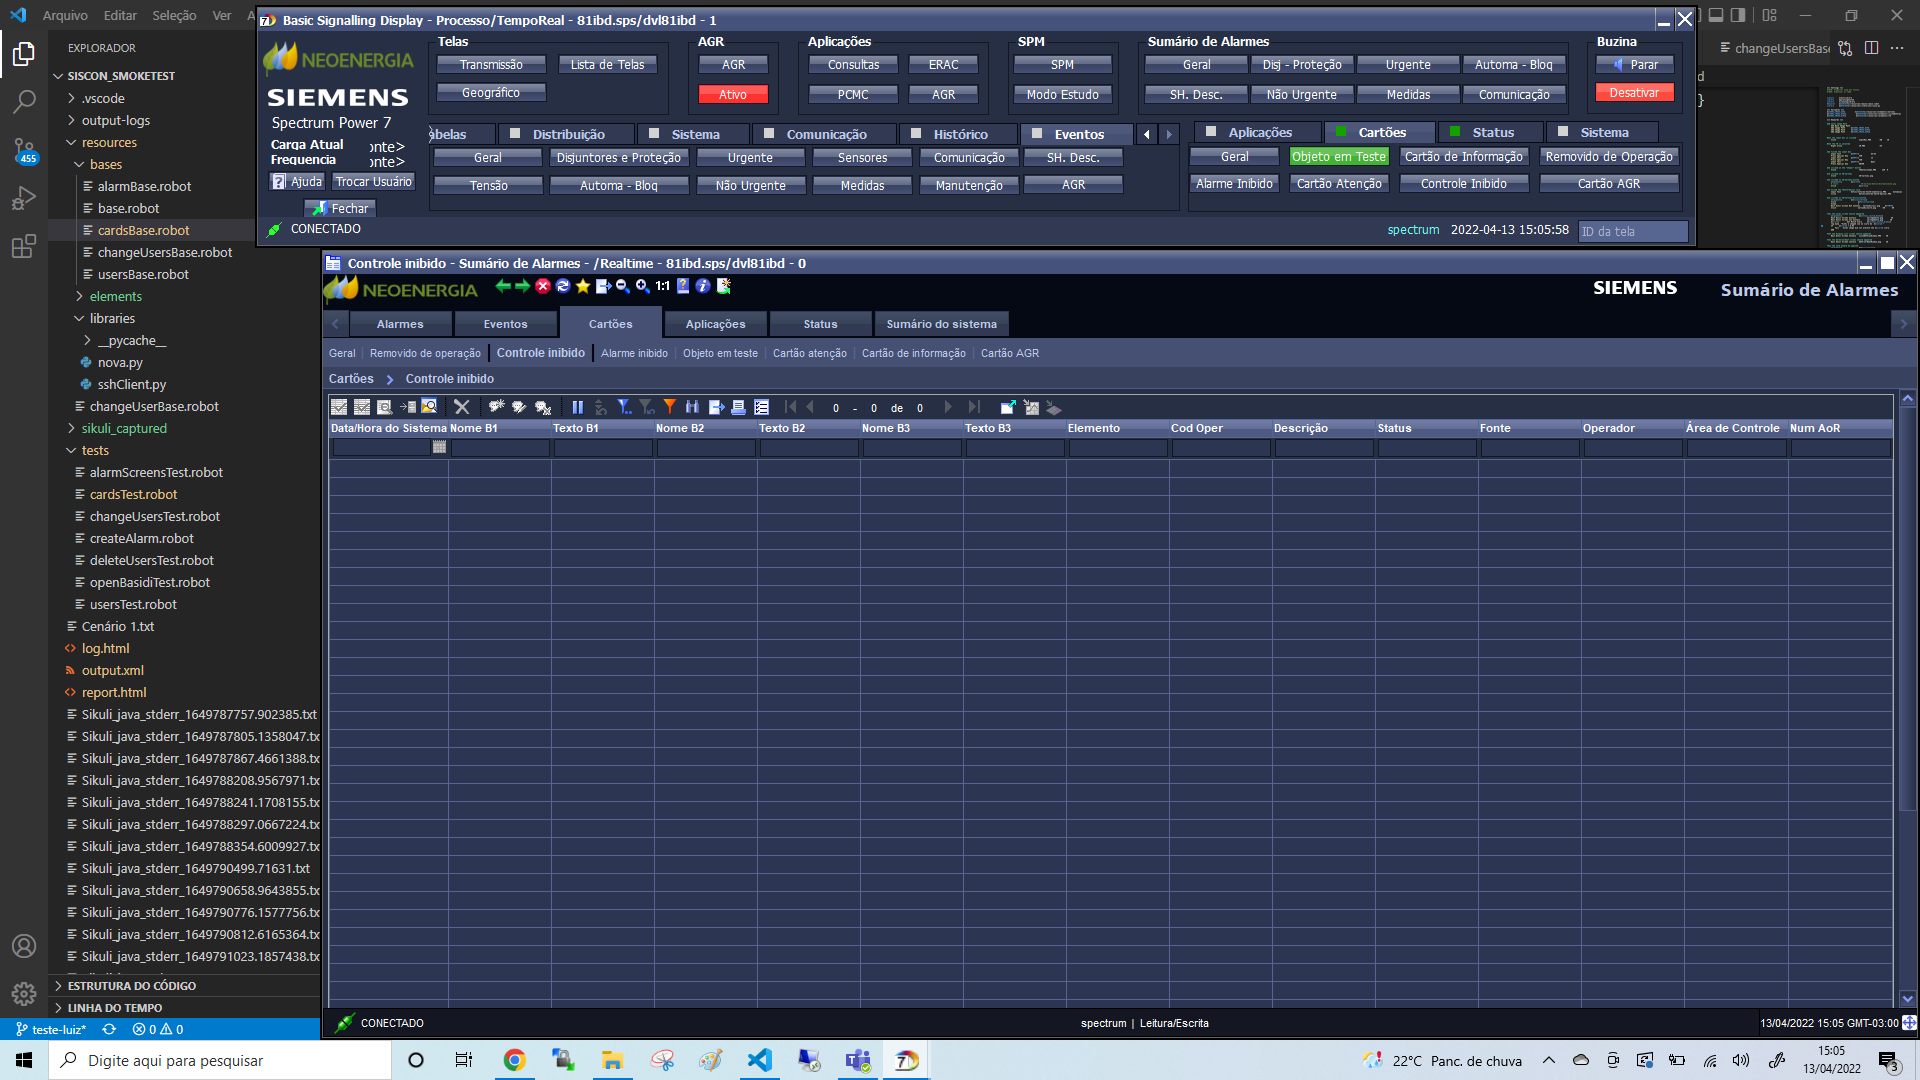 Arquivo Editar Seleção Ver
Basic Signalling Display - Processo/TempoReal - 81ibd.sps/dvl81ibd - 1
EXPLORADOR
SISCON_SMOKETEST
.vscode
output-logs
resources
bases
alarmBase.robot
base.robot
cardsBase.robot
changeUsersBase.robot
usersBase.robot
elements
libraries
__pycache__
nova.py
sshClient.py
changeUserBase.robot
sikuli_captured
tests
alarmScreensTest.robot
cardsTest.robot
changeUsersTest.robot
createAlarm.robot
deleteUsersTest.robot
openBasidiTest.robot
usersTest.robot
Cenário 1.txt
log.html
output.xml
report.html
Sikuli_java_stderr_1649787757.902385.txt
Sikuli_java_stderr_1649787805.1358047.tx
Sikuli_java_stderr_1649787867.4661388.tx
Sikuli_java_stderr_1649788208.9567971.tx
Sikuli_java_stderr_1649788241.1708155.tx
Sikuli_java_stderr_1649788297.0667224.tx
Sikuli_java_stderr_1649788354.6009927.tx
Sikuli_java_stderr_1649790499.71631.txt
Sikuli_java_stderr_1649790658.9643855.tx
Sikuli_java_stderr_1649790776.1577756.tx
Sikuli_java_stderr_1649790812.6165364.tx
Sikuli_java_stderr_1649791023.1857438.tx
ESTRUTURA DO CÓDIGO
LINHA DO TEMPO
455
teste-luiz* 0 0
NEOENERGIA
SIEMENS
Spectrum Power 7
Carga Atual onte>
Frequencia onte>
Ajuda Trocar Usuário
Fechar
CONECTADO
Telas
Transmissão Lista de Telas
Geográfico
AGR
AGR
Ativo
Aplicações
Consultas ERAC
PCMC AGR
SPM
SPM
Modo Estudo
Sumário de Alarmes
Geral Disj - Proteção Urgente Automa - Bloq
SH. Desc. Não Urgente Medidas Comunicação
Buzina
Parar
Desativar
abelas Distribuição Sistema Comunicação Histórico Eventos
Geral Disjuntores e Proteção Urgente Sensores Comunicação SH. Desc.
Tensão Automa - Bloq Não Urgente Medidas Manutenção AGR
Aplicações Cartões Status Sistema
Geral Objeto em Teste Cartão de Informação Removido de Operação
Alarme Inibido Cartão Atenção Controle Inibido Cartão AGR
spectrum 2022-04-13 15:05:58 ID da tela
changeUsersBase
d
}
Controle inibido - Sumário de Alarmes - /Realtime - 81ibd.sps/dvl81ibd - 0
NEOENERGIA 1:1 SIEMENS Sumário de Alarmes
Alarmes Eventos Cartões Aplicações Status Sumário do sistema
Geral Removido de operação Controle inibido Alarme inibido Objeto em teste Cartão atenção Cartão de informação Cartão AGR
Cartões Controle inibido
0 - 0 de 0
Data/Hora do Sistema Nome B1 Texto B1 Nome B2 Texto B2 Nome B3 Texto B3 Elemento Cod Oper Descrição Status Fonte Operador Área de Controle Num AoR
CONECTADO spectrum | Leitura/Escrita 13/04/2022 15:05 GMT-03:00
Digite aqui para pesquisar
22°C Panc. de chuva
15:05
13/04/2022
3